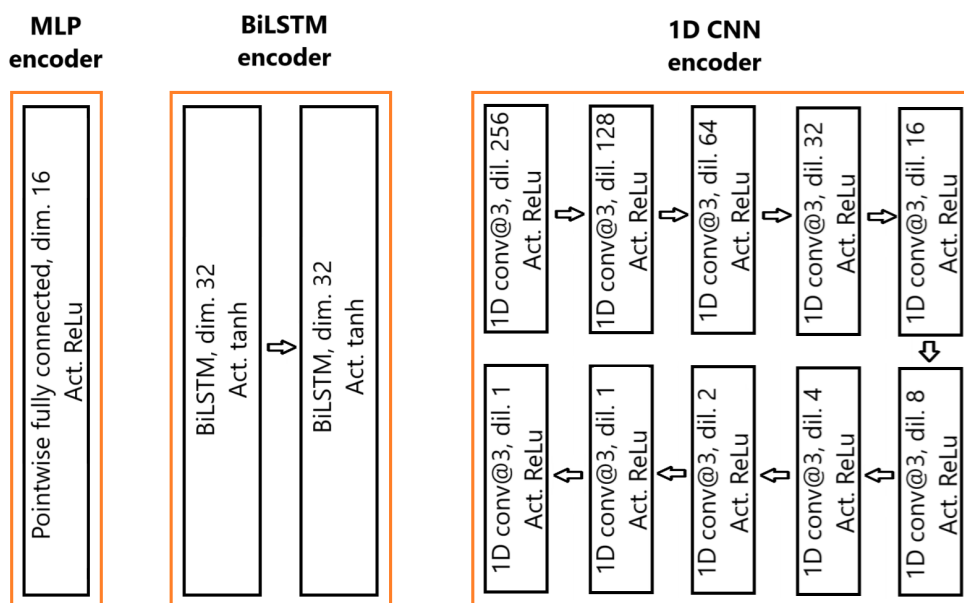 MLP
encoder
BiLSTM
encoder
1D CNN
encoder
Pointwise fully connected, dim. 16
Act. ReLu
BiLSTM, dim. 32
Act. tanh
BiLSTM, dim. 32
Act. tanh
1D conv@3, dil. 256
Act. ReLu
1D conv@3, dil. 128
Act. ReLu
1D conv@3, dil. 64
Act. ReLu
1D conv@3, dil. 32
Act. ReLu
1D conv@3, dil. 16
Act. ReLu
1D conv@3, dil. 8
Act. ReLu
1D conv@3, dil. 4
Act. ReLu
1D conv@3, dil. 2
Act. ReLu
1D conv@3, dil. 1
Act. ReLu
1D conv@3, dil. 1
Act. ReLu